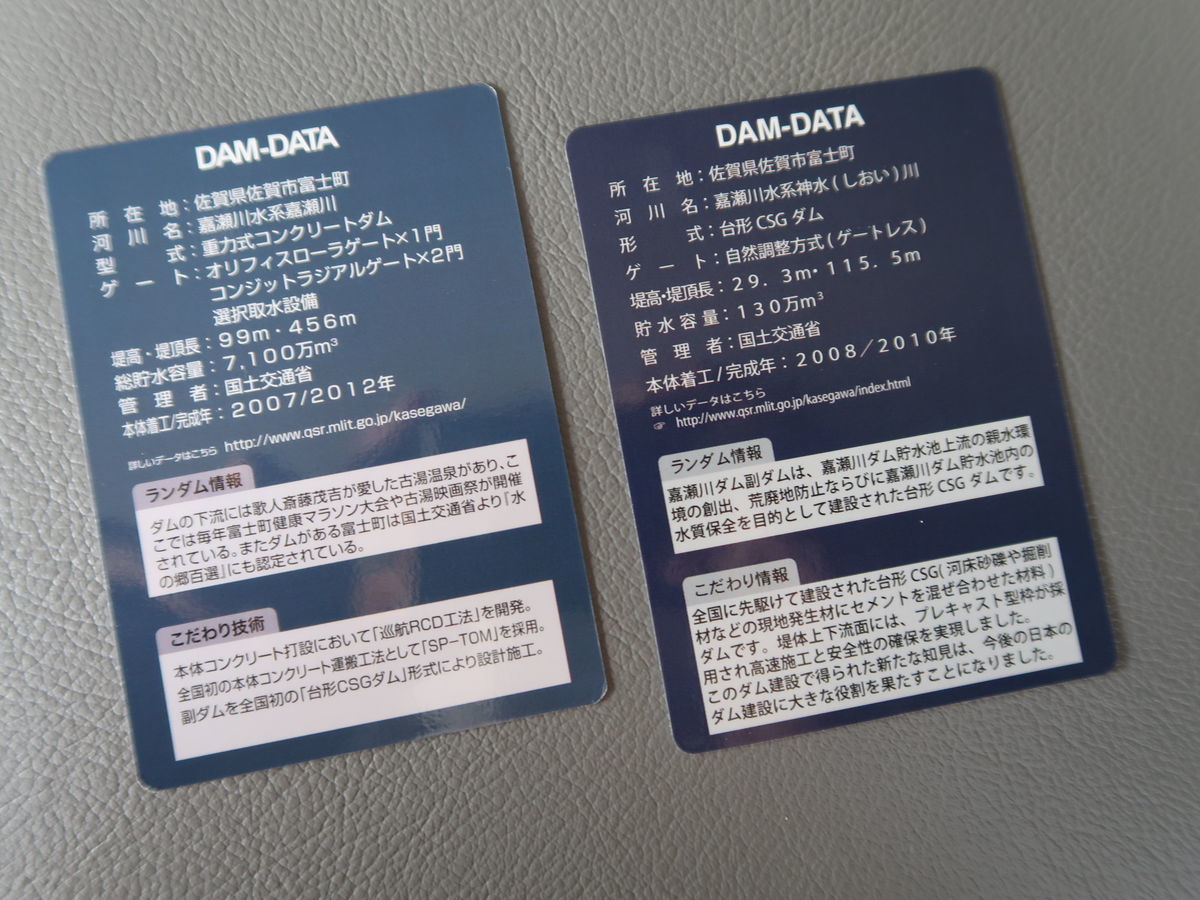 DAM-DATA
所在地：佐賀県佐賀市富士町
河川名：嘉瀬川水系嘉瀬川
型式：重力式コンクリートダム
ゲート：オリフィスローラゲート×1門
コンジットラジアルゲート×2門
選択取水設備
堤高・堤頂長：99m・456m
総貯水容量：7,100万m³
管理者：国土交通省
本体着工/完成年：2007/2012年
詳しいデータはこちら http://www.qsr.mlit.go.jp/kasegawa/
ランダム情報
ダムの下流には歌人斎藤茂吉が愛した古湯温泉があり、こ
こでは毎年富士町健康マラソン大会や古湯映画祭が開催
されている。またダムがある富士町は国土交通省より『水
の郷百選』にも認定されている。
こだわり技術
本体コンクリート打設において「巡航RCD工法」を開発。
全国初の本体コンクリート運搬工法として「SP-TOM」を採用。
副ダムを全国初の「台形CSGダム」形式により設計施工。
DAM-DATA
所在地：佐賀県佐賀市富士町
河川名：嘉瀬川水系神水(しおい)川
形式：台形CSGダム
ゲート：自然調整方式(ゲートレス)
堤高・堤頂長：29.3m・115.5m
貯水容量：130万m³
管理者：国土交通省
本体着工/完成年：2008／2010年
詳しいデータはこちら
☞ http://www.qsr.mlit.go.jp/kasegawa/index.html
ランダム情報
嘉瀬川ダム副ダムは、嘉瀬川ダム貯水池上流の親水環
境の創出、荒廃地防止ならびに嘉瀬川ダム貯水池内の
水質保全を目的として建設された台形CSGダムです。
こだわり情報
全国に先駆けて建設された台形CSG(河床砂礫や掘削
材などの現地発生材にセメントを混ぜ合わせた材料)
ダムです。堤体上下流面には、プレキャスト型枠が採
用され高速施工と安全性の確保を実現しました。
このダム建設で得られた新たな知見は、今後の日本の
ダム建設に大きな役割を果たすことになりました。